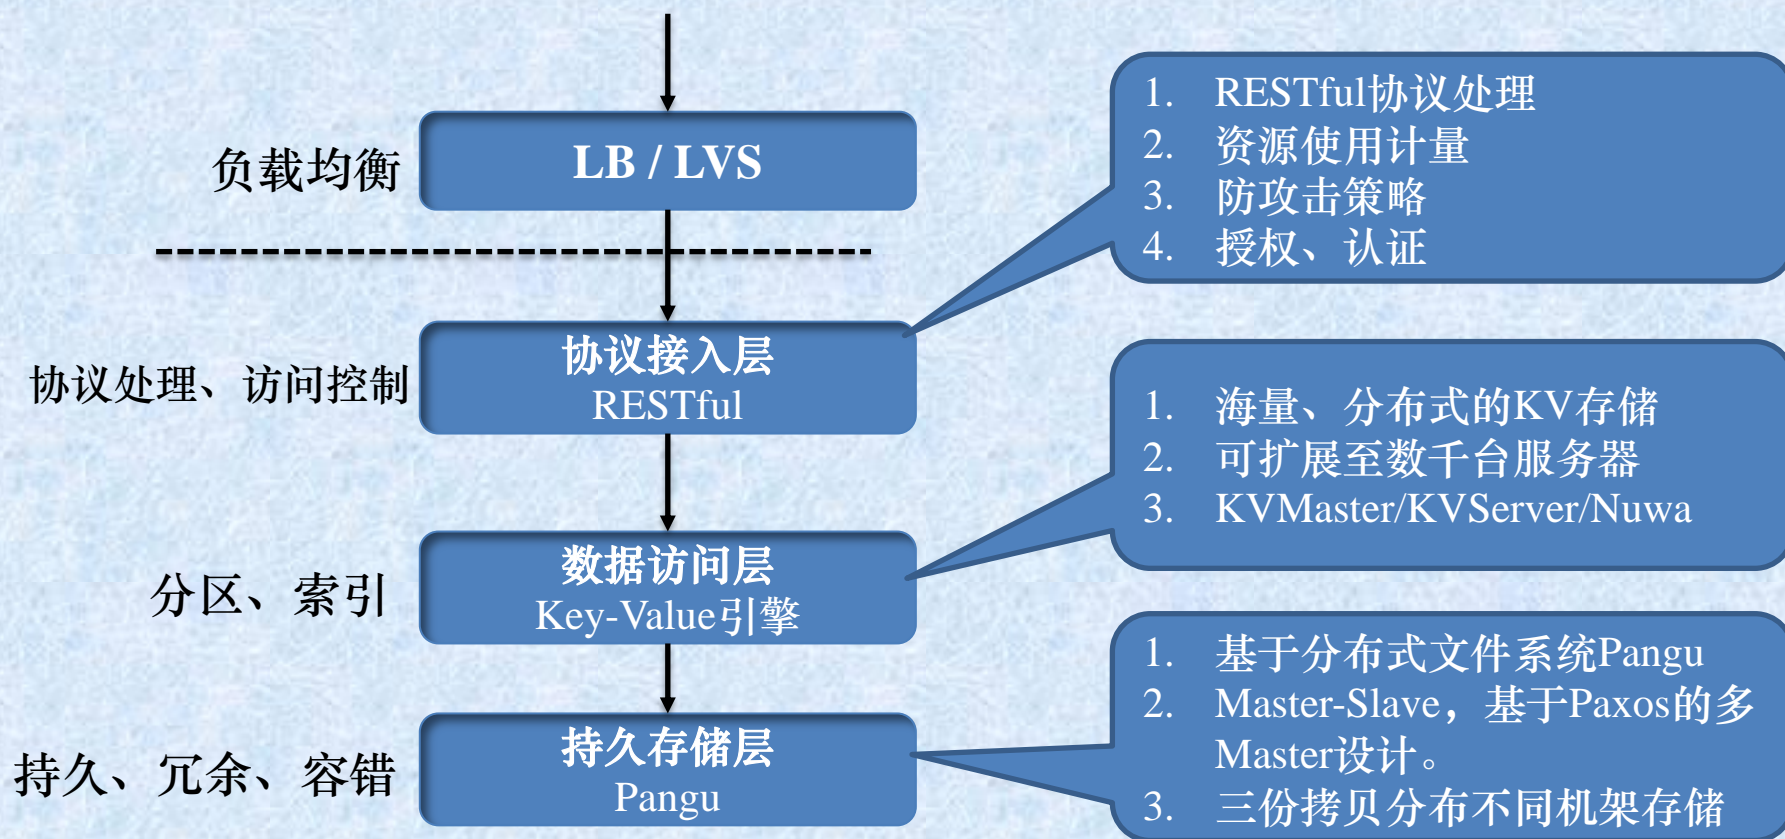 负载均衡
LB / LVS
1. RESTful协议处理
2. 资源使用计量
3. 防攻击策略
4. 授权、认证
协议处理、访问控制
协议接入层
RESTful
1. 海量、分布式的KV存储
2. 可扩展至数千台服务器
3. KVMaster/KVServer/Nuwa
分区、索引
数据访问层
Key-Value引擎
1. 基于分布式文件系统Pangu
2. Master-Slave，基于Paxos的多
Master设计。
3. 三份拷贝分布不同机架存储
持久、冗余、容错
持久存储层
Pangu